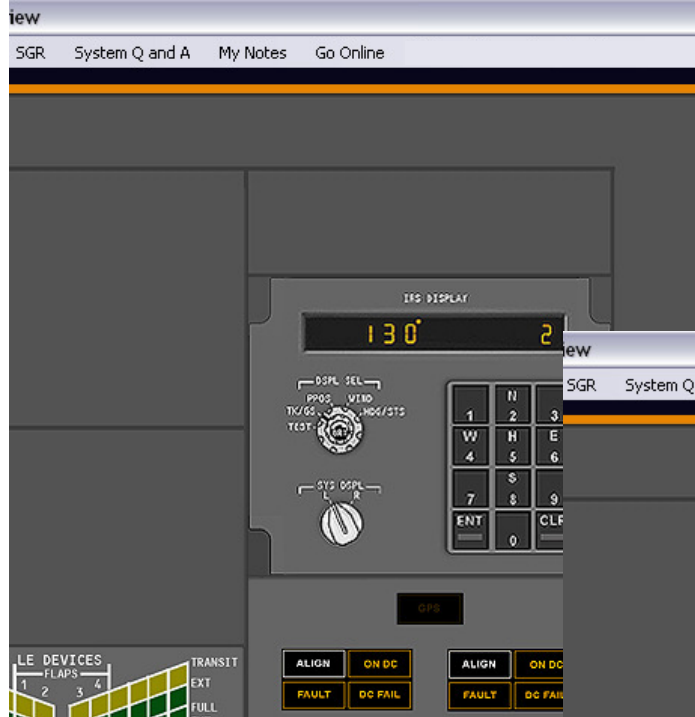 iew
SGR System Q and A My Notes Go Online
IRS DISPLAY
130° 2
iew
SGR System Q
DSPL SEL
PPOS WIND
TK/GS HDG/STS
TEST
BRT
N
1 2 3
W H E
4 5 6
S
7 8 9
ENT CLR
0
SYS DSPL
L R
GPS
ALIGN ON DC ALIGN ON DC
FAULT DC FAIL FAULT DC FAIL
LE DEVICES
FLAPS
1 2 3 4
TRANSIT
EXT
FULL